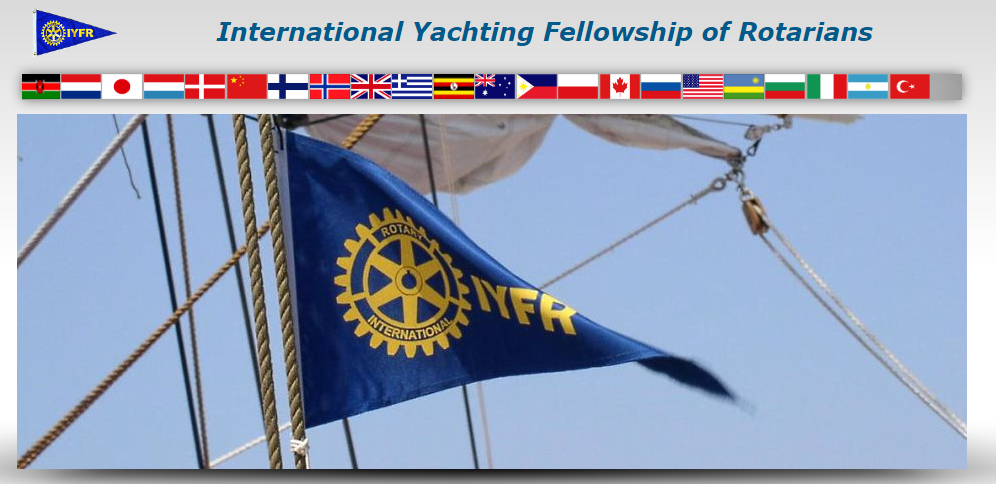 IYFR
International Yachting Fellowship of Rotarians
ROTARY
INTERNATIONAL
IYFR